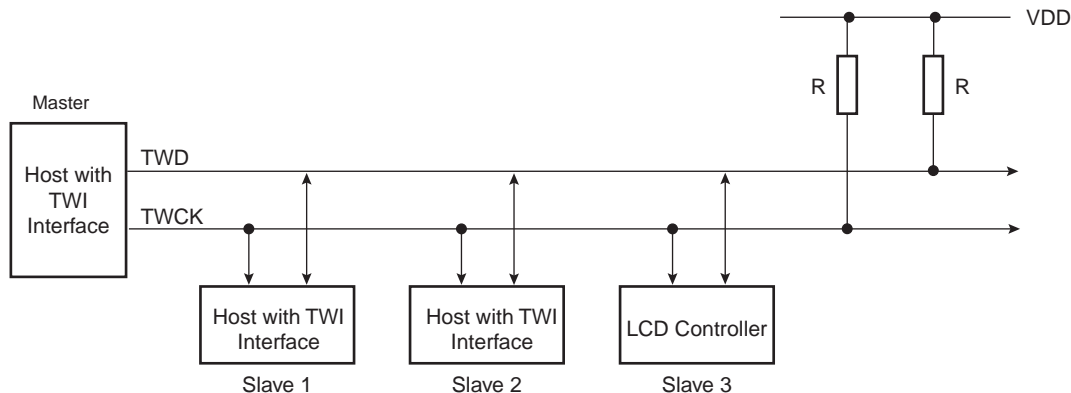 VDD
R
R
Master
Host with
TWI
Interface
TWD
TWCK
Host with TWI
Interface
Slave 1
Host with TWI
Interface
Slave 2
LCD Controller
Slave 3